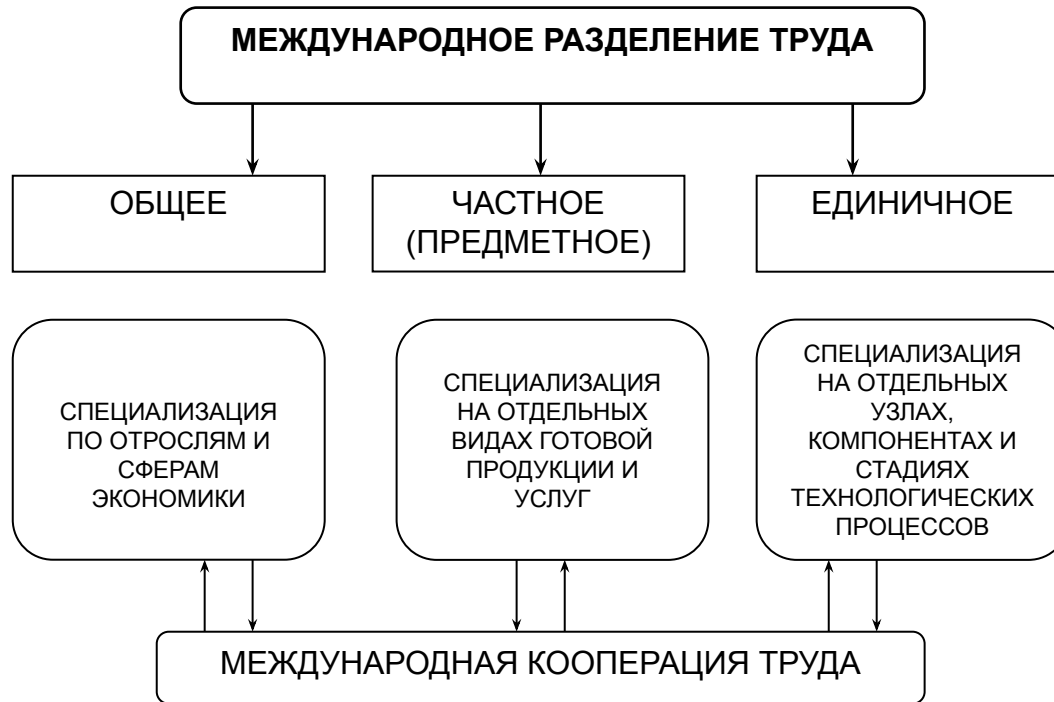 МЕЖДУНАРОДНОЕ РАЗДЕЛЕНИЕ ТРУДА
ОБЩЕЕ
ЧАСТНОЕ
(ПРЕДМЕТНОЕ)
ЕДИНИЧНОЕ
СПЕЦИАЛИЗАЦИЯ
ПО ОТРОСЛЯМ И
СФЕРАМ
ЭКОНОМИКИ
СПЕЦИАЛИЗАЦИЯ
НА ОТДЕЛЬНЫХ
ВИДАХ ГОТОВОЙ
ПРОДУКЦИИ И
УСЛУГ
СПЕЦИАЛИЗАЦИЯ
НА ОТДЕЛЬНЫХ
УЗЛАХ,
КОМПОНЕНТАХ И
СТАДИЯХ
ТЕХНОЛОГИЧЕСКИХ
ПРОЦЕССОВ
МЕЖДУНАРОДНАЯ КООПЕРАЦИЯ ТРУДА